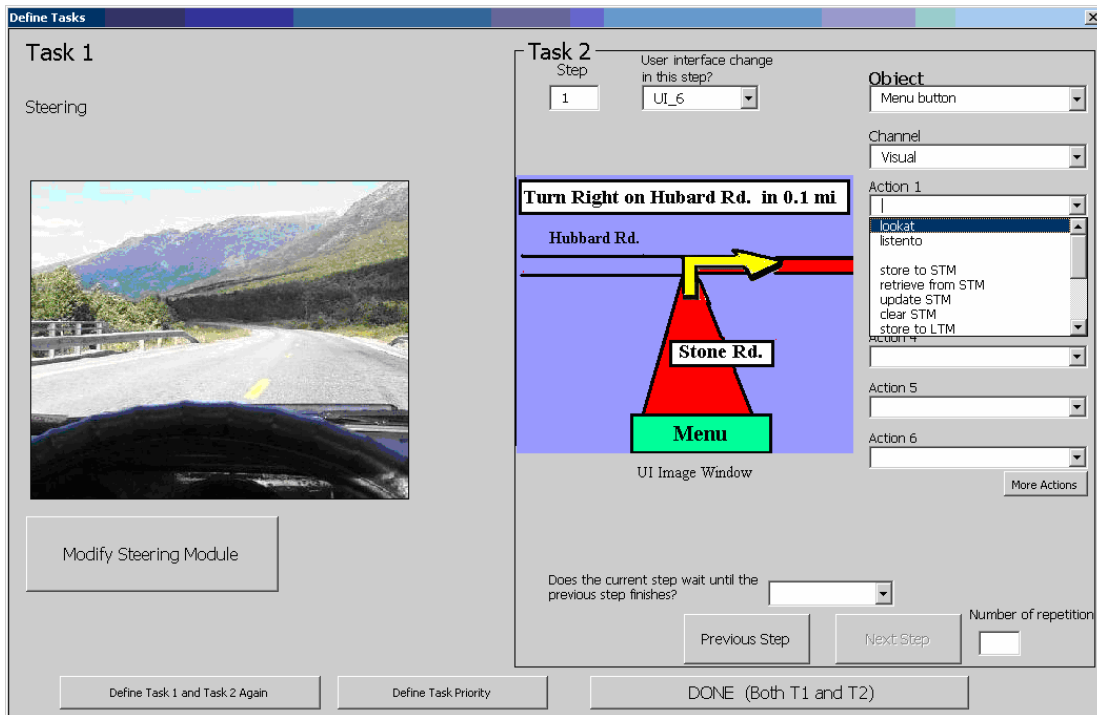 Define Tasks
Task 1
Steering
Modify Steering Module
Task 2
Step
1
User interface change
in this step?
UI_6
Object
Menu button
Channel
Visual
Action 1
lookat
listento
store to STM
retrieve from STM
update STM
clear STM
store to LTM
Action 4
Action 5
Action 6
More Actions
Turn Right on Hubard Rd. in 0.1 mi
Hubbard Rd.
Stone Rd.
Menu
UI Image Window
Does the current step wait until the
previous step finishes?
Previous Step
Next Step
Number of repetition
Define Task 1 and Task 2 Again
Define Task Priority
DONE (Both T1 and T2)